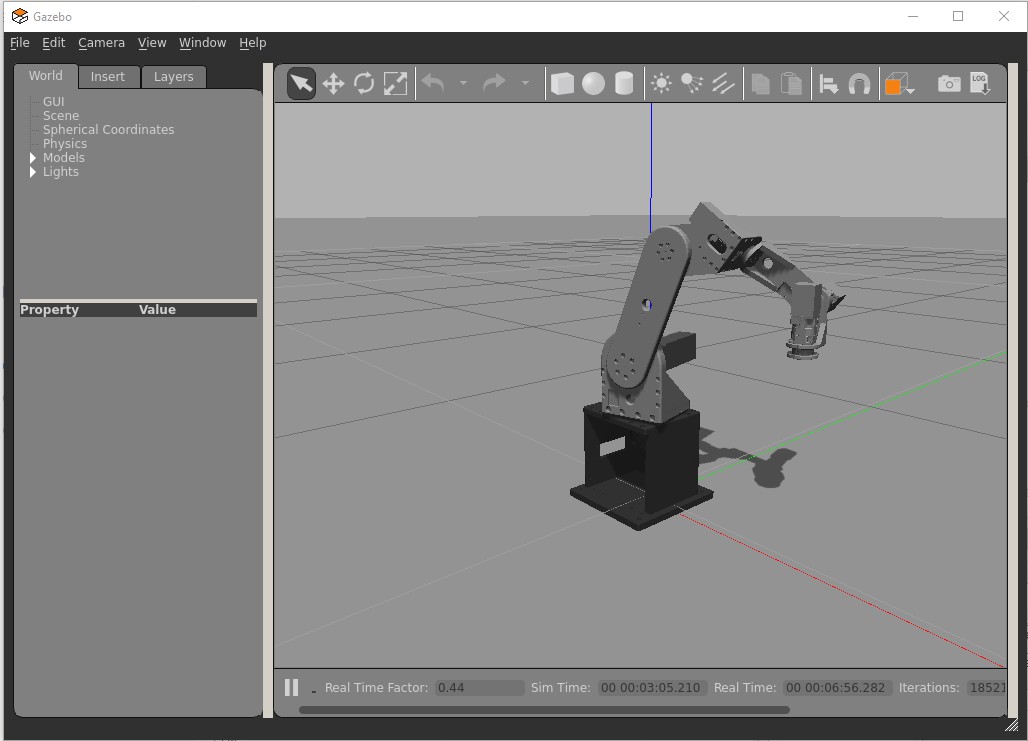 Gazebo
File Edit Camera View Window Help
World Insert Layers
GUI
Scene
Spherical Coordinates
Physics
Models
Lights
Property Value
LOG
Real Time Factor: 0.44 Sim Time: 00 00:03:05.210 Real Time: 00 00:06:56.282 Iterations: 18521